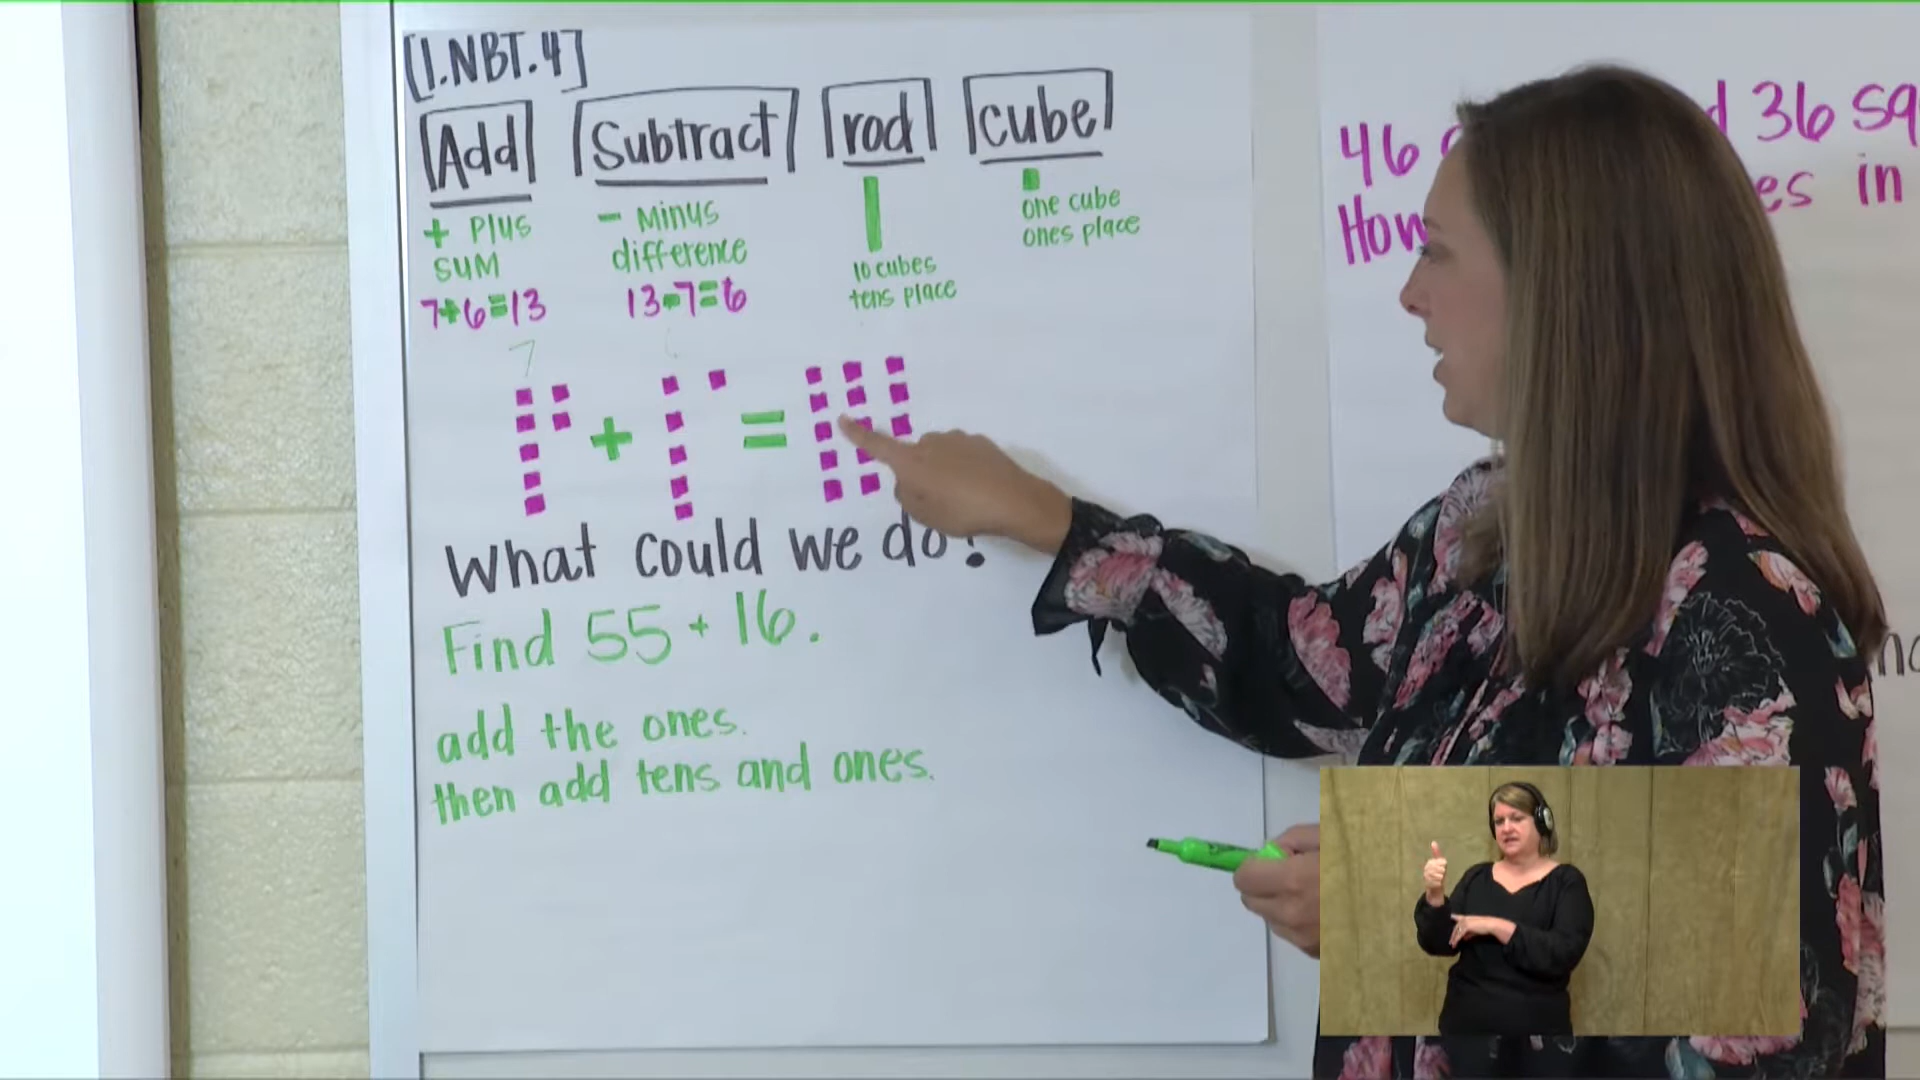 [1.NBT.4]
Add Subtract rod cube
+ Plus
sum
7+6=13
- Minus
difference
13-7=6
10 cubes
tens place
one cube
ones place
7
+ =
What could we do?
Find 55 + 16.
add the ones.
then add tens and ones.
46
36 sq
How
in